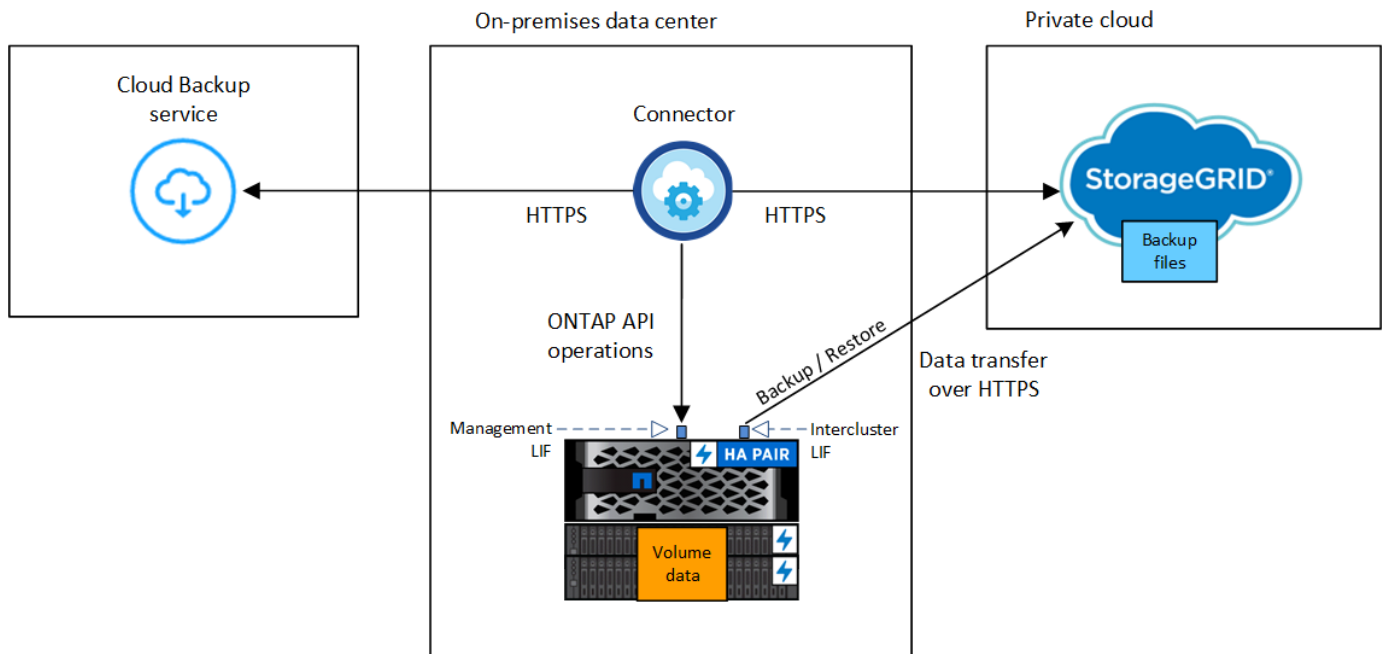 On-premises data center
Private cloud
Cloud Backup
service
Connector
StorageGRID®
Backup
files
HTTPS
HTTPS
ONTAP API
operations
Backup / Restore
Data transfer
over HTTPS
Management
LIF
Intercluster
LIF
HA PAIR
Volume
data